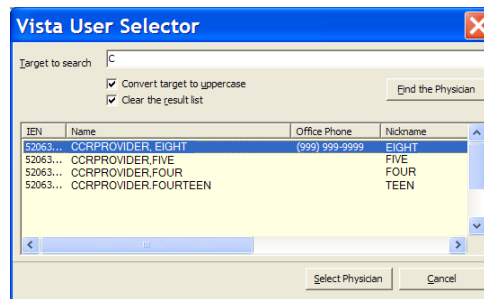 Vista User Selector
Target to search C
Convert target to uppercase
Clear the result list
Find the Physician
IEN Name Office Phone Nickname
52063... CCRPROVIDER, EIGHT (999) 999-9999 EIGHT
52063... CCRPROVIDER,FIVE FIVE
52063... CCRPROVIDER,FOUR FOUR
52063... CCRPROVIDER.FOURTEEN TEEN
Select Physician Cancel